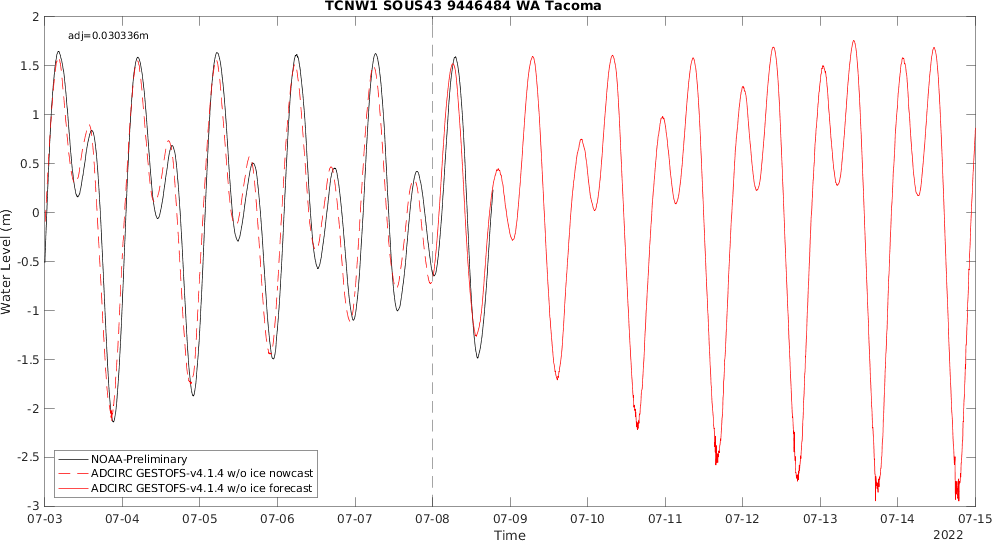 TCNW1 SOUS43 9446484 WA Tacoma
adj=0.030336m
2
1.5
1
0.5
0
-0.5
-1
-1.5
-2
-2.5
-3
Water Level (m)
NOAA-Preliminary
ADCIRC GESTOFS-v4.1.4 w/o ice nowcast
ADCIRC GESTOFS-v4.1.4 w/o ice forecast
07-03 07-04 07-05 07-06 07-07 07-08 07-09 07-10 07-11 07-12 07-13 07-14 07-15
Time
2022